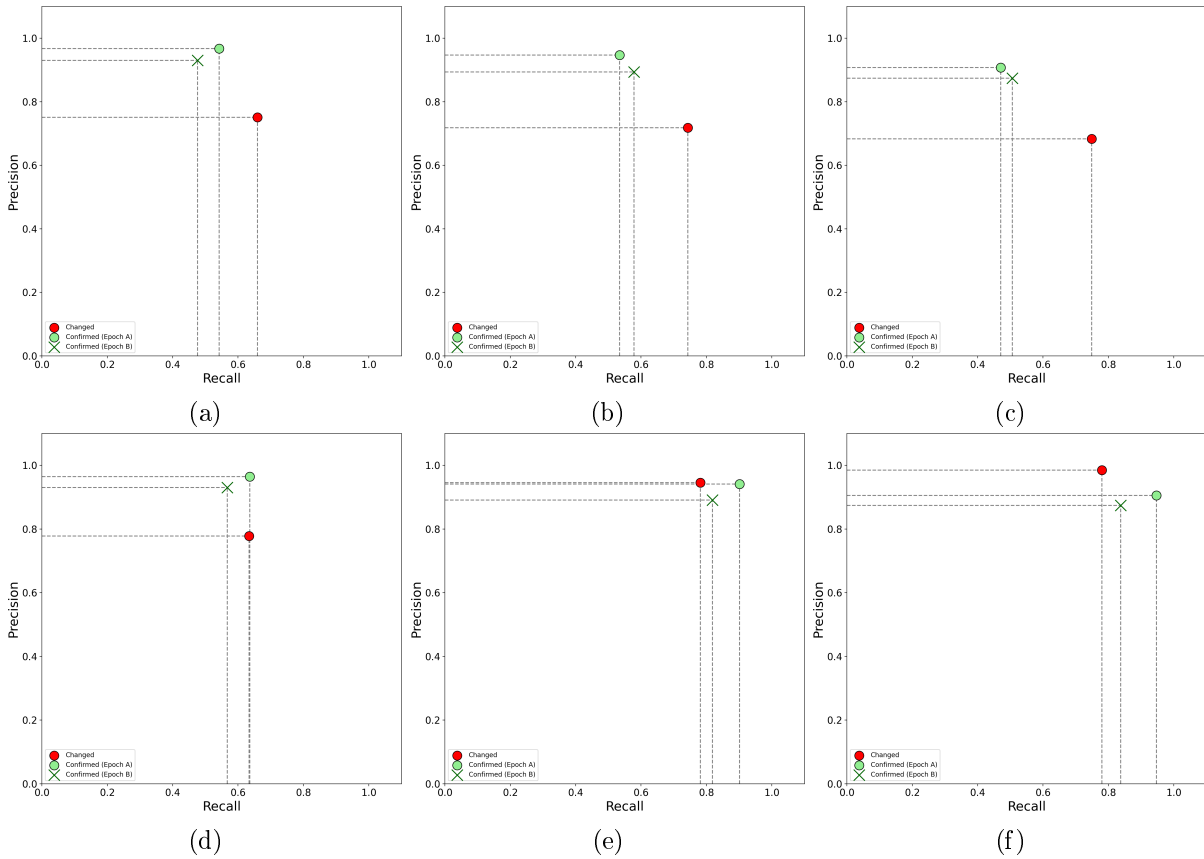 1.0
0.8
0.6
0.4
0.2
0.0
Precision
0.0 0.2 0.4 0.6 0.8 1.0
Recall
Changed
Confirmed (Epoch A)
Confirmed (Epoch B)
(a)
1.0
0.8
0.6
0.4
0.2
0.0
Precision
0.0 0.2 0.4 0.6 0.8 1.0
Recall
Changed
Confirmed (Epoch A)
Confirmed (Epoch B)
(b)
1.0
0.8
0.6
0.4
0.2
0.0
Precision
0.0 0.2 0.4 0.6 0.8 1.0
Recall
Changed
Confirmed (Epoch A)
Confirmed (Epoch B)
(c)
1.0
0.8
0.6
0.4
0.2
0.0
Precision
0.0 0.2 0.4 0.6 0.8 1.0
Recall
Changed
Confirmed (Epoch A)
Confirmed (Epoch B)
(d)
1.0
0.8
0.6
0.4
0.2
0.0
Precision
0.0 0.2 0.4 0.6 0.8 1.0
Recall
Changed
Confirmed (Epoch A)
Confirmed (Epoch B)
(e)
1.0
0.8
0.6
0.4
0.2
0.0
Precision
0.0 0.2 0.4 0.6 0.8 1.0
Recall
Changed
Confirmed (Epoch A)
Confirmed (Epoch B)
(f)